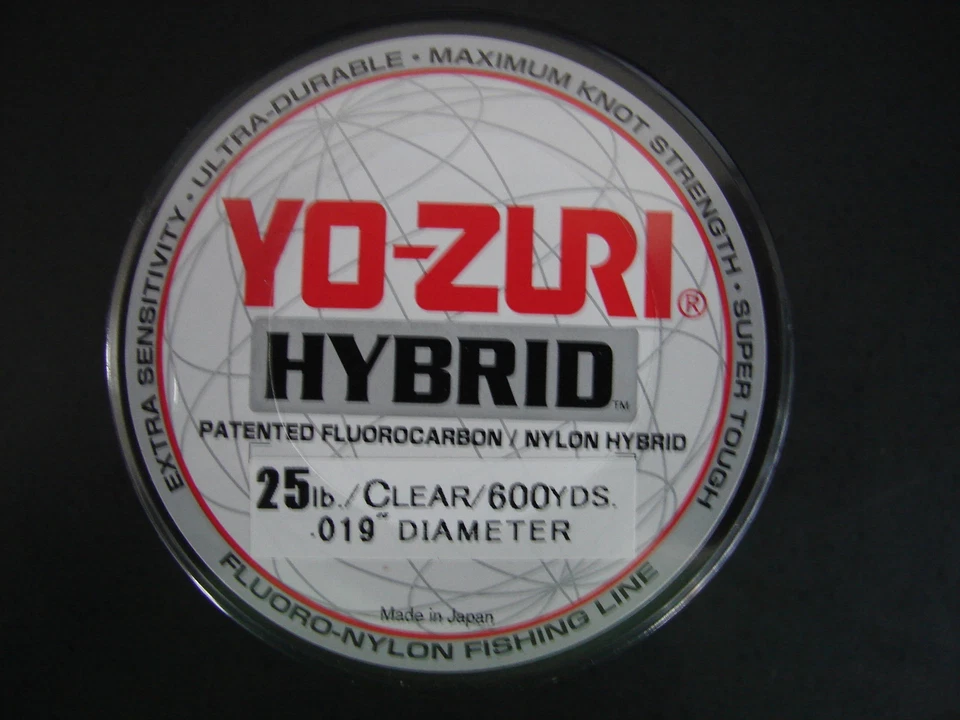 EXTRA SENSITIVITY • ULTRA-DURABLE • MAXIMUM KNOT STRENGTH • SUPER TOUGH
YO-ZURI®
HYBRID™
PATENTED FLUOROCARBON / NYLON HYBRID
25lb./CLEAR/600YDS.
.019" DIAMETER
Made in Japan
FLUORO-NYLON FISHING LINE